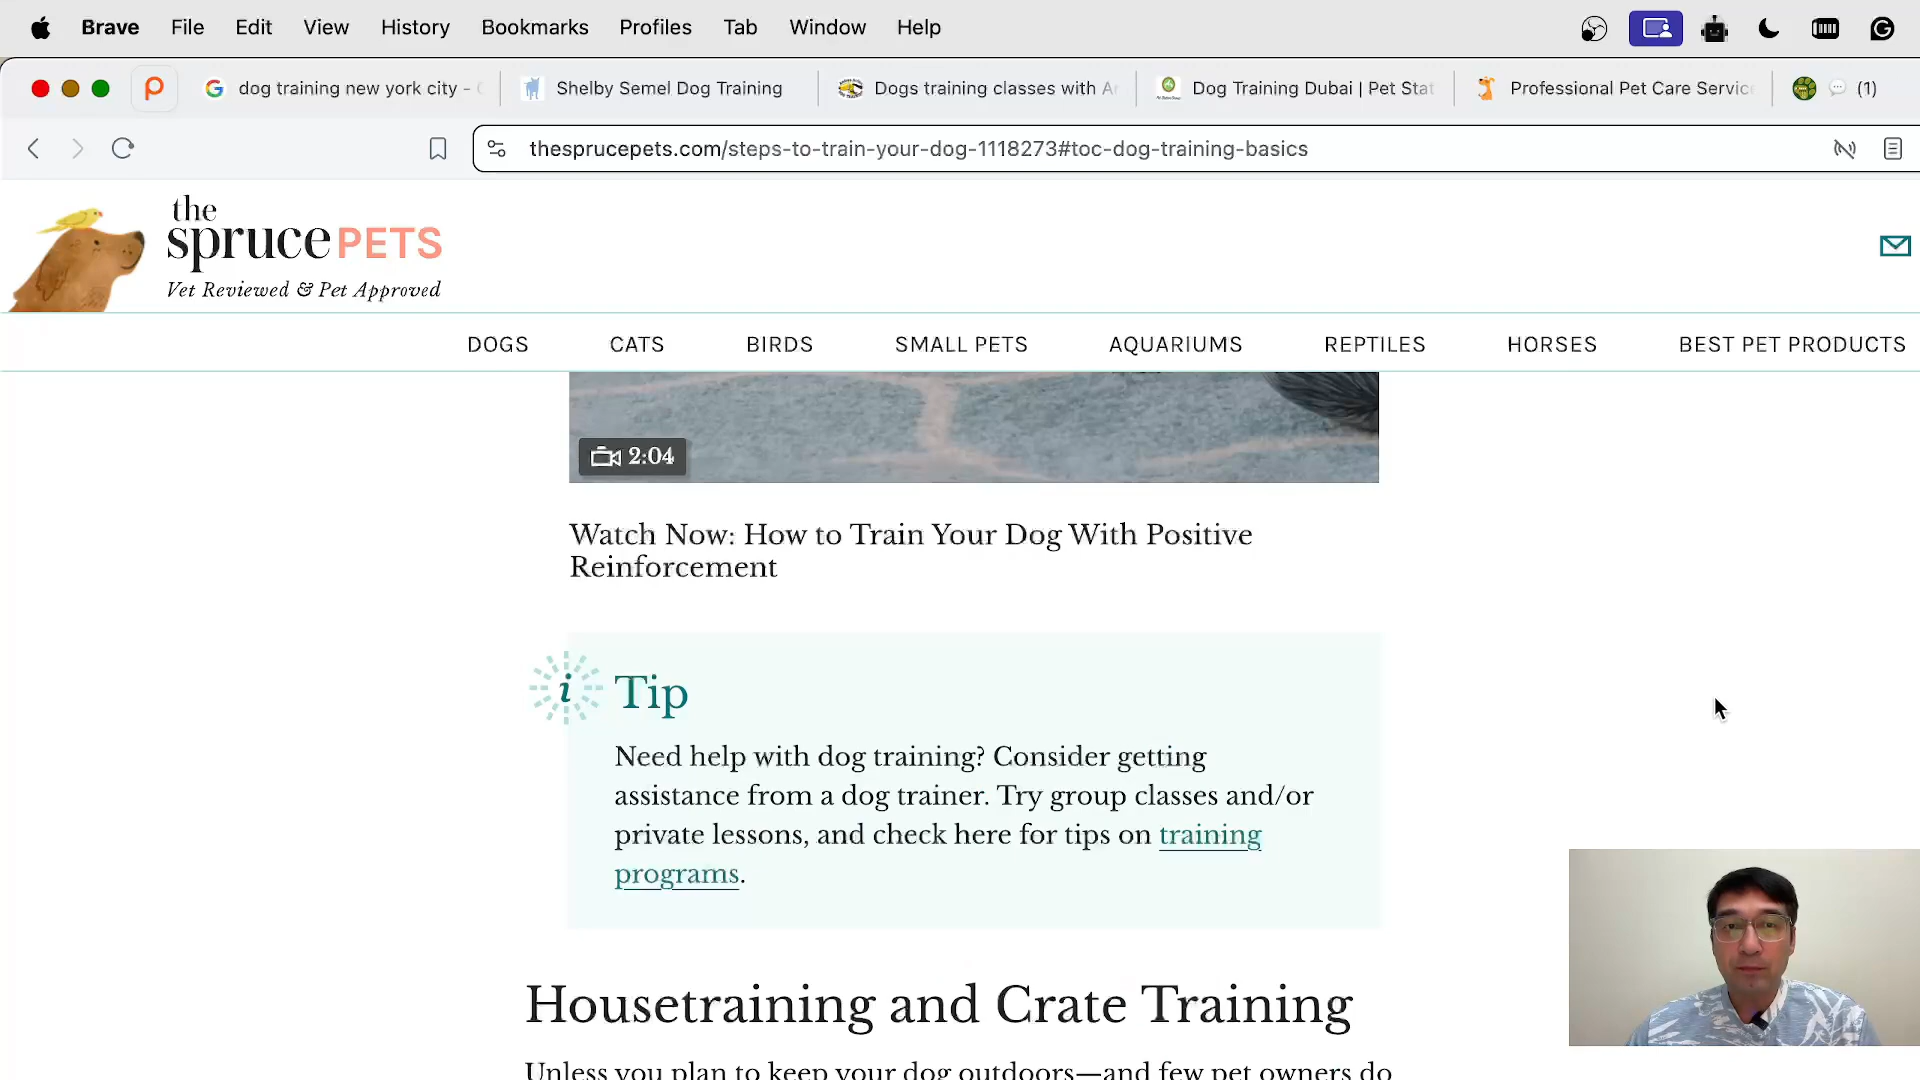 Brave File Edit View History Bookmarks Profiles Tab Window Help
dog training new york city -
Shelby Semel Dog Training
Dogs training classes with A
Dog Training Dubai | Pet Stat
Professional Pet Care Servic
(1)
thesprucepets.com/steps-to-train-your-dog-1118273#toc-dog-training-basics
the
spruce PETS
Vet Reviewed & Pet Approved
DOGS CATS BIRDS SMALL PETS AQUARIUMS REPTILES HORSES BEST PET PRODUCTS
2:04
Watch Now: How to Train Your Dog With Positive
Reinforcement
i Tip
Need help with dog training? Consider getting
assistance from a dog trainer. Try group classes and/or
private lessons, and check here for tips on training
programs.
Housetraining and Crate Training
Unless you plan to keep your dog outdoors—and few pet owners do